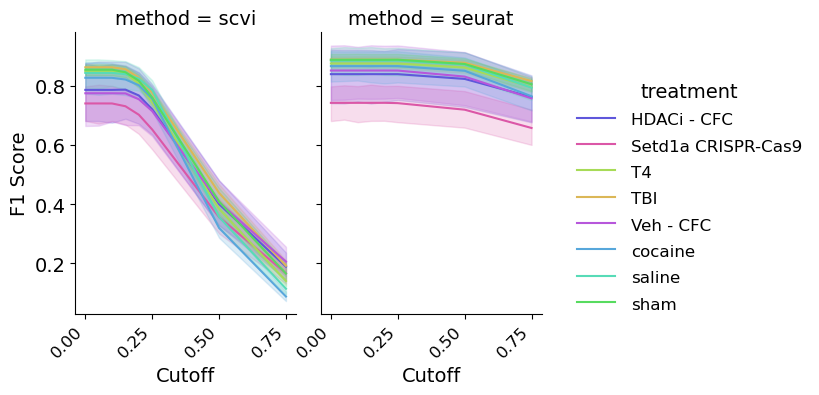 method = scvi
method = seurat
F1 Score
0.8
0.6
0.4
0.2
0.00
0.25
0.50
0.75
Cutoff
0.00
0.25
0.50
0.75
Cutoff
treatment
HDACi - CFC
Setd1a CRISPR-Cas9
T4
TBI
Veh - CFC
cocaine
saline
sham